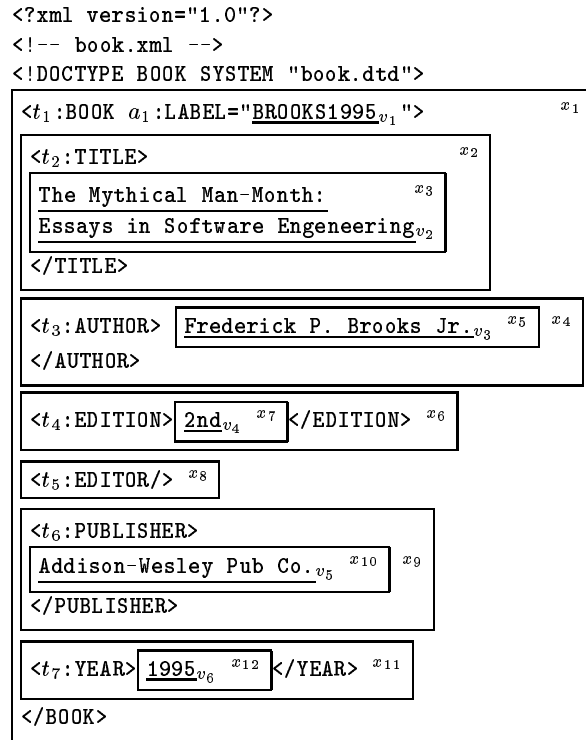 <?xml version="1.0"?>
<!-- book.xml -->
<!DOCTYPE BOOK SYSTEM "book.dtd">
<t₁:BOOK a₁:LABEL="BROOKS1995ᵥ₁"> x₁
<t₂:TITLE> x₂
The Mythical Man-Month: x₃
Essays in Software Engeneeringᵥ₂
</TITLE>
<t₃:AUTHOR> Frederick P. Brooks Jr.ᵥ₃ x₅ x₄
</AUTHOR>
<t₄:EDITION> 2ndᵥ₄ x₇ </EDITION> x₆
<t₅:EDITOR/> x₈
<t₆:PUBLISHER>
Addison-Wesley Pub Co.ᵥ₅ x₁₀ x₉
</PUBLISHER>
<t₇:YEAR> 1995ᵥ₆ x₁₂ </YEAR> x₁₁
</BOOK>